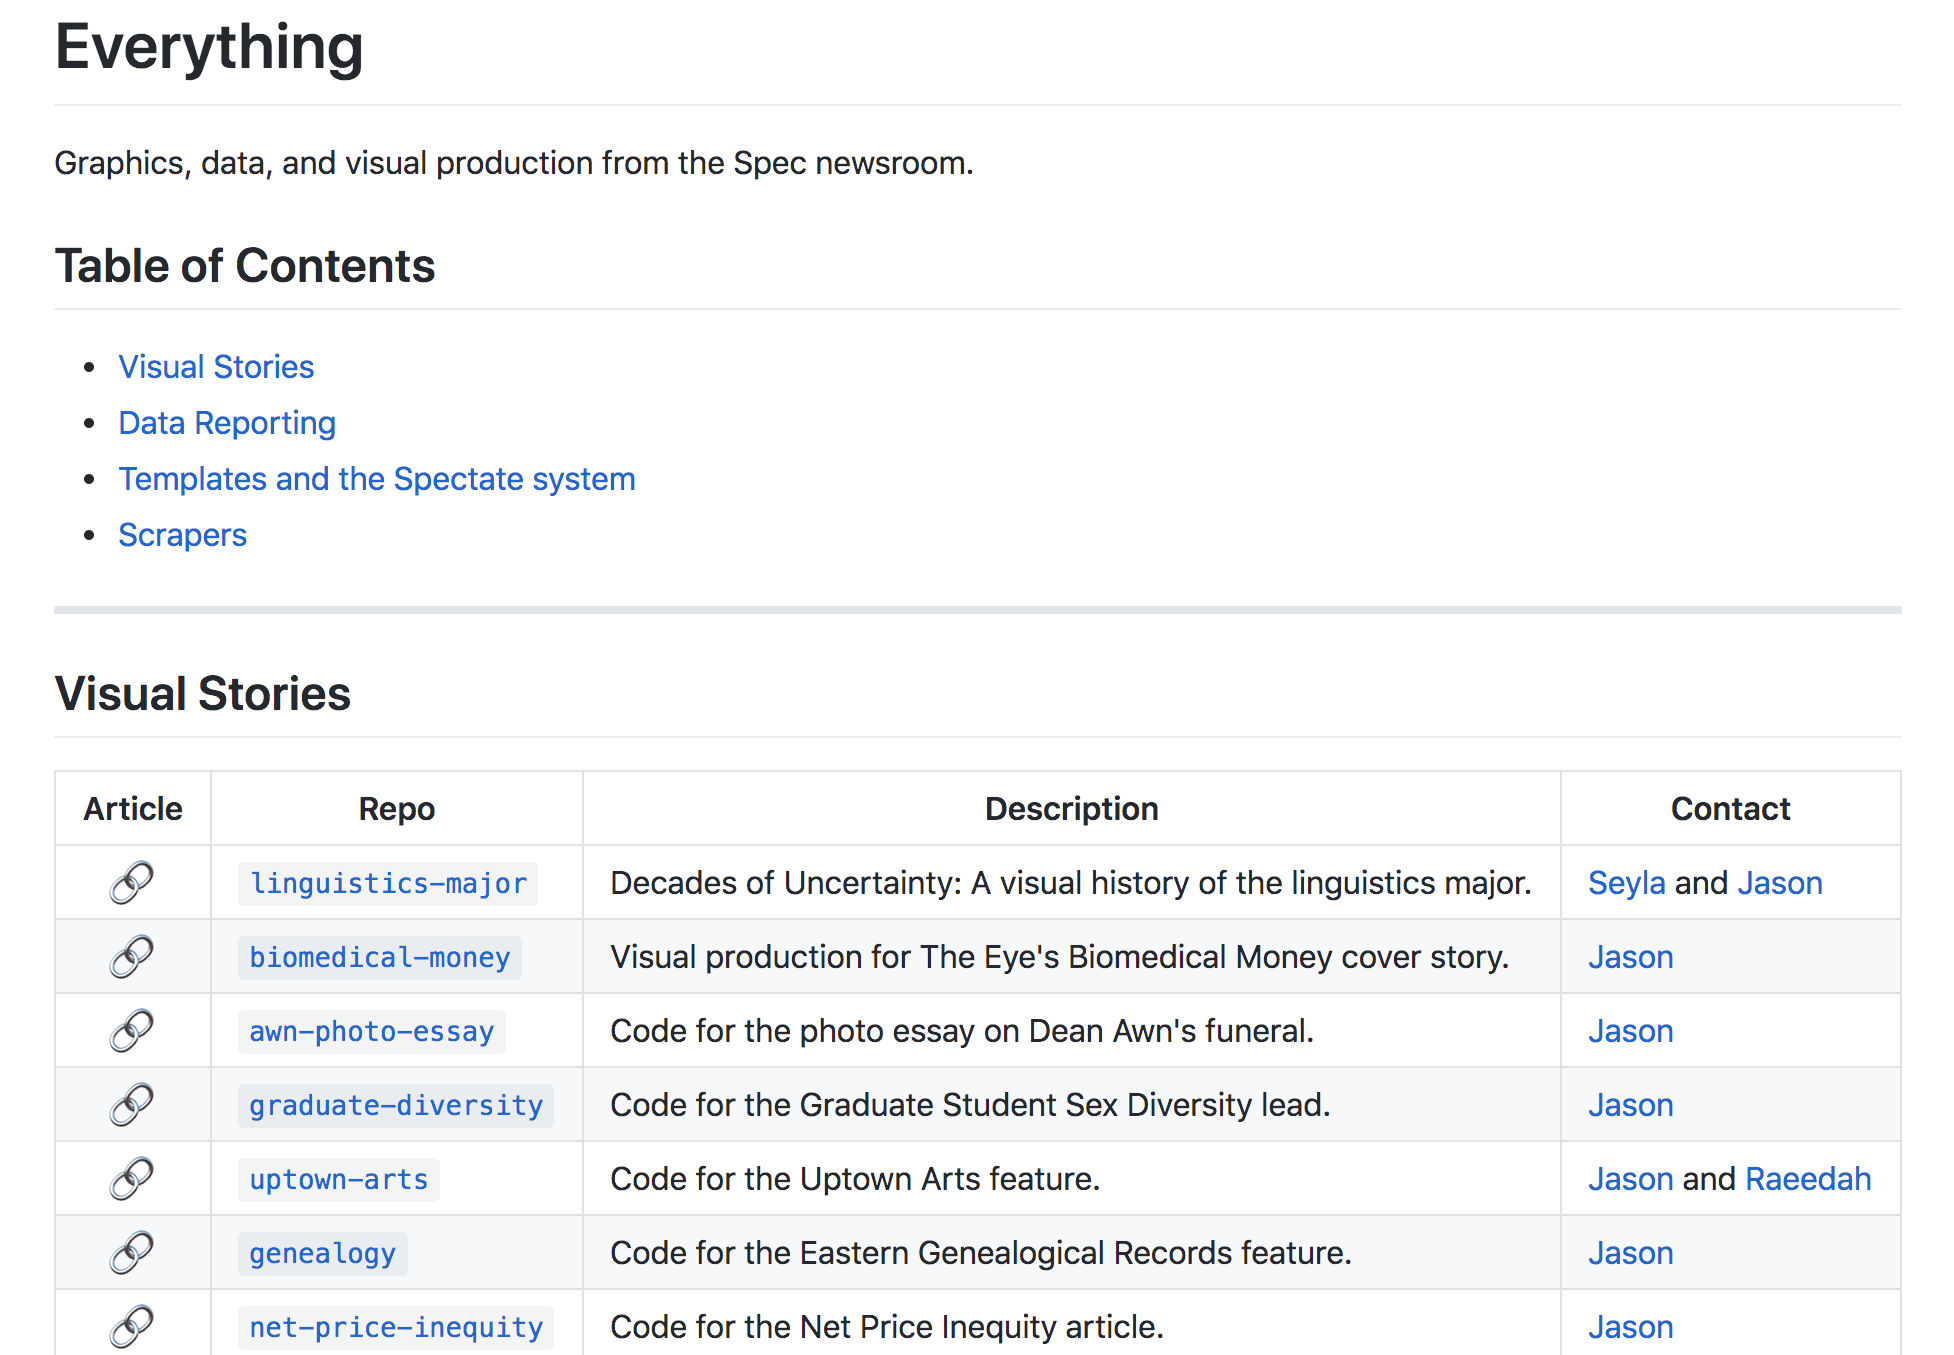 Everything
Graphics, data, and visual production from the Spec newsroom.
Table of Contents
Visual Stories
Data Reporting
Templates and the Spectate system
Scrapers
Visual Stories
Article Repo Description Contact
linguistics-major Decades of Uncertainty: A visual history of the linguistics major. Seyla and Jason
biomedical-money Visual production for The Eye's Biomedical Money cover story. Jason
awn-photo-essay Code for the photo essay on Dean Awn's funeral. Jason
graduate-diversity Code for the Graduate Student Sex Diversity lead. Jason
uptown-arts Code for the Uptown Arts feature. Jason and Raeedah
genealogy Code for the Eastern Genealogical Records feature. Jason
net-price-inequity Code for the Net Price Inequity article. Jason